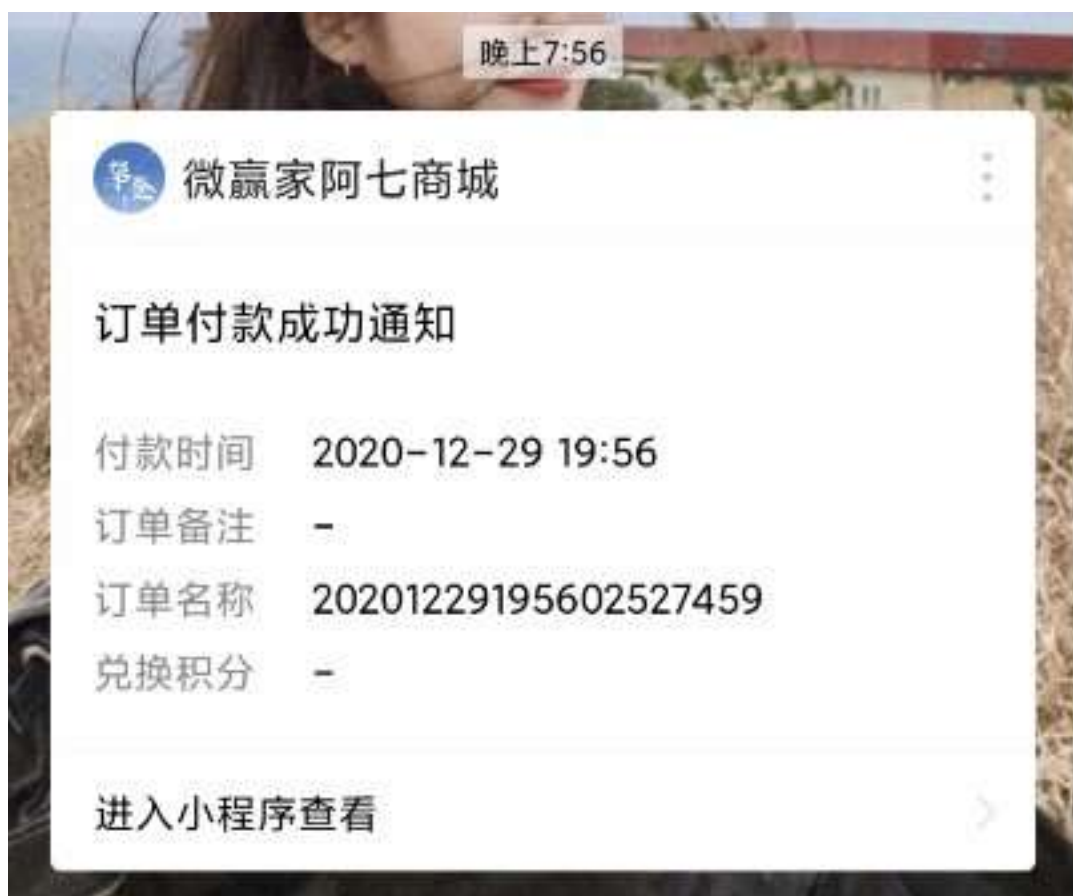 晚上7:56
微赢家阿七商城
订单付款成功通知
付款时间 2020-12-29 19:56
订单备注 -
订单名称 20201229195602527459
兑换积分 -
进入小程序查看